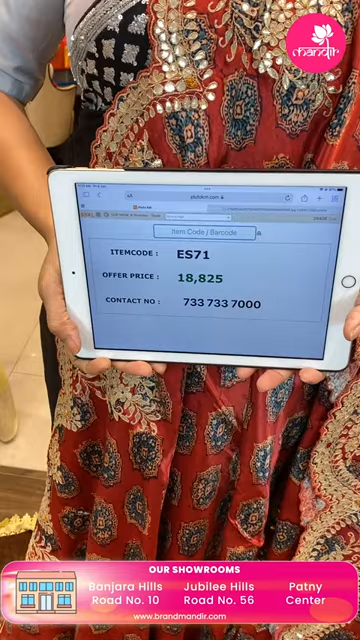 mandir
Item Code / Barcode
ITEMCODE : ES71
OFFER PRICE : 18,825
CONTACT NO : 733 733 7000
OUR SHOWROOMS
Banjara Hills Road No. 10
Jubilee Hills Road No. 56
Patny Center
www.brandmandir.com